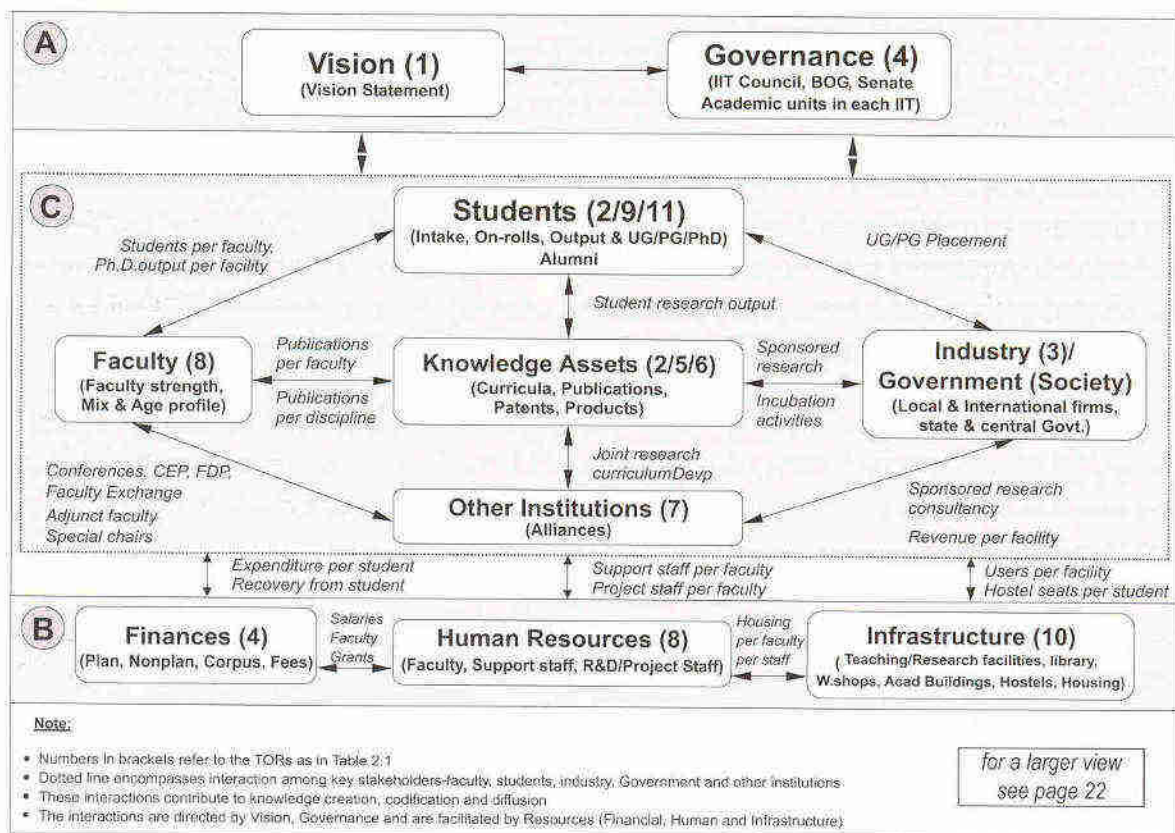 A
Vision (1)
(Vision Statement)
Governance (4)
(IIT Council, BOG, Senate
Academic units in each IIT)
C
Students (2/9/11)
(Intake, On-rolls, Output & UG/PG/PhD)
Alumni
Students per faculty.
Ph.D.output per facility
UG/PG Placement
Student research output
Faculty (8)
(Faculty strength,
Mix & Age profile)
Publications
per faculty
Publications
per discipline
Knowledge Assets (2/5/6)
(Curricula, Publications,
Patents, Products)
Sponsored
research
Incubation
activities
Industry (3)/
Government (Society)
(Local & International firms,
state & central Govt.)
Conferences, CEP, FDP,
Faculty Exchange
Adjunct faculty
Special chairs
Joint research
curriculumDevp
Other Institutions (7)
(Alliances)
Sponsored research
consultancy
Revenue per facility
Expenditure per student
Recovery from student
Support staff per faculty
Project staff per faculty
Users per facility
Hostel seats per student
B
Finances (4)
(Plan, Nonplan, Corpus, Fees)
Salaries
Faculty
Grants
Human Resources (8)
(Faculty, Support staff, R&D/Project Staff)
Housing
per faculty
per staff
Infrastructure (10)
( Teaching/Research facilities, library,
W.shops, Acad Buildings, Hostels, Housing)
Note:
• Numbers In brackets refer to the TORs as in Table 2:1
• Dotted line encompasses interaction among key stakeholders-faculty, students, industry, Government and other institutions
• These interactions contribute to knowledge creation, codification and diffusion
• The interactions are directed by Vision, Governance and are facilitated by Resources (Financial, Human and Infrastructure)
for a larger view
see page 22